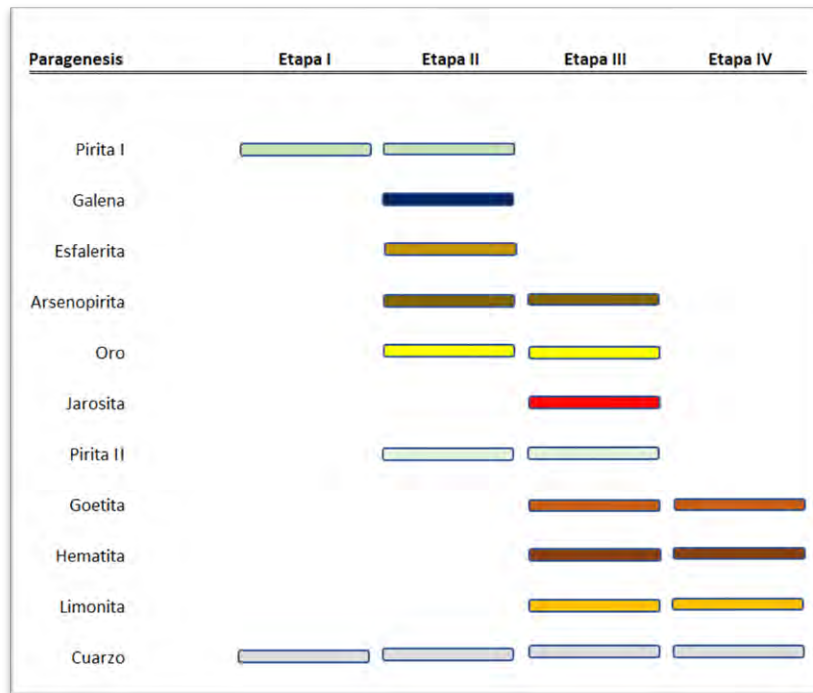 Paragenesis Etapa I Etapa II Etapa III Etapa IV
Pirita I
Galena
Esfalerita
Arsenopirita
Oro
Jarosita
Pirita II
Goetita
Hematita
Limonita
Cuarzo